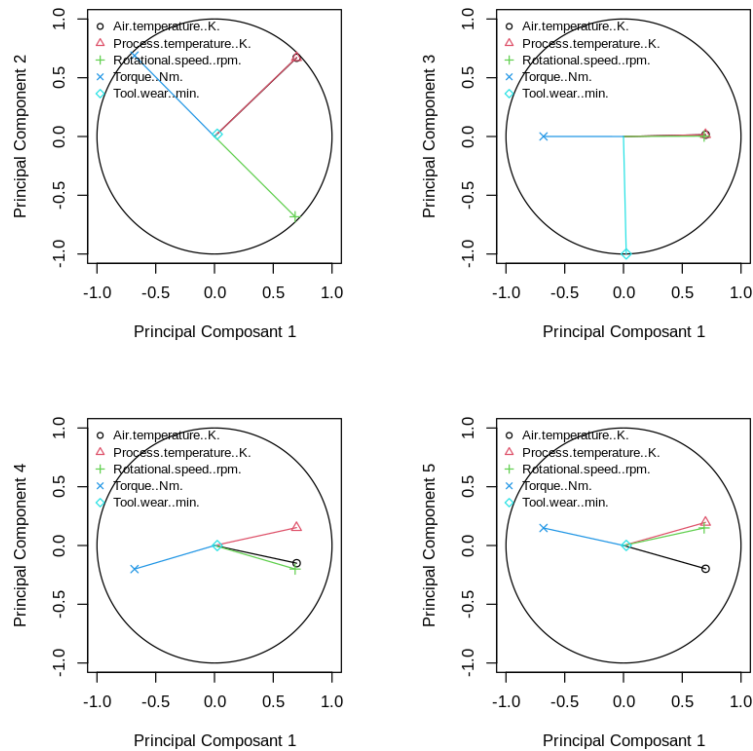 Principal Component 2
1.0
0.5
0.0
-0.5
-1.0
Air.temperature..K.
Process.temperature..K.
Rotational.speed..rpm.
Torque..Nm.
Tool.wear..min.
-1.0 -0.5 0.0 0.5 1.0
Principal Composant 1
Principal Component 3
1.0
0.5
0.0
-0.5
-1.0
Air.temperature..K.
Process.temperature..K.
Rotational.speed..rpm.
Torque..Nm.
Tool.wear..min.
-1.0 -0.5 0.0 0.5 1.0
Principal Composant 1
Principal Component 4
1.0
0.5
0.0
-0.5
-1.0
Air.temperature..K.
Process.temperature..K.
Rotational.speed..rpm.
Torque..Nm.
Tool.wear..min.
-1.0 -0.5 0.0 0.5 1.0
Principal Composant 1
Principal Component 5
1.0
0.5
0.0
-0.5
-1.0
Air.temperature..K.
Process.temperature..K.
Rotational.speed..rpm.
Torque..Nm.
Tool.wear..min.
-1.0 -0.5 0.0 0.5 1.0
Principal Composant 1